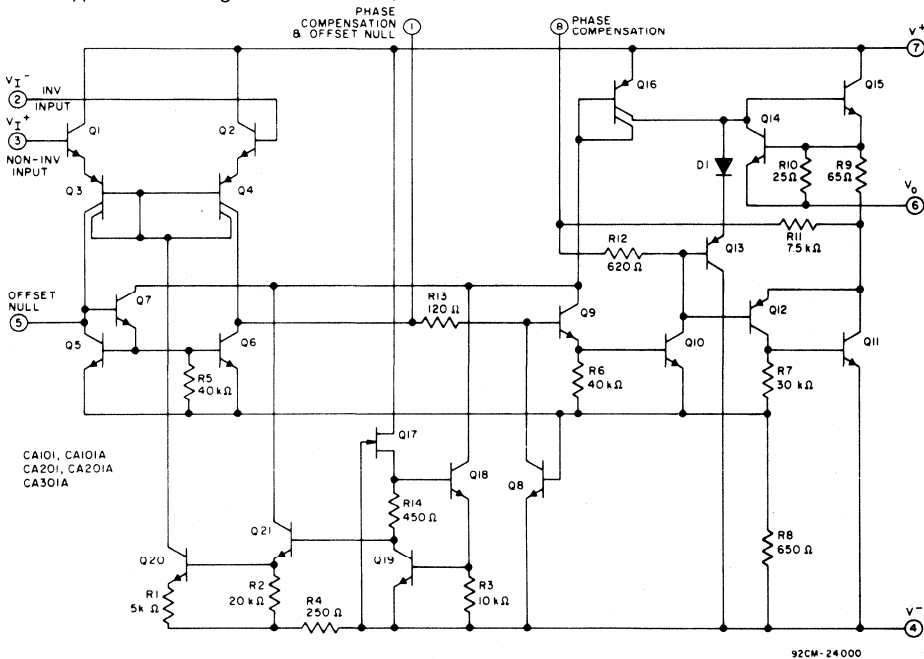 PHASE
COMPENSATION
& OFFSET NULL
1
8
PHASE
COMPENSATION
V+
7
VI-
2
INV
INPUT
VI+
3
NON-INV
INPUT
Q1
Q2
Q3
Q4
Q16
Q15
Q14
D1
R10
25Ω
R9
65Ω
Vo
6
R11
7.5 kΩ
R12
620 Ω
Q13
OFFSET
NULL
5
Q7
Q5
Q6
R5
40 kΩ
R13
120 Ω
Q9
R6
40 kΩ
Q10
Q12
Q11
R7
30 kΩ
CA101, CA101A
CA201, CA201A
CA301A
Q17
Q18
Q8
R14
450 Ω
Q21
Q20
Q19
R8
650 Ω
R1
5k Ω
R2
20 kΩ
R4
250 Ω
R3
10 kΩ
V-
4
92CM-24000